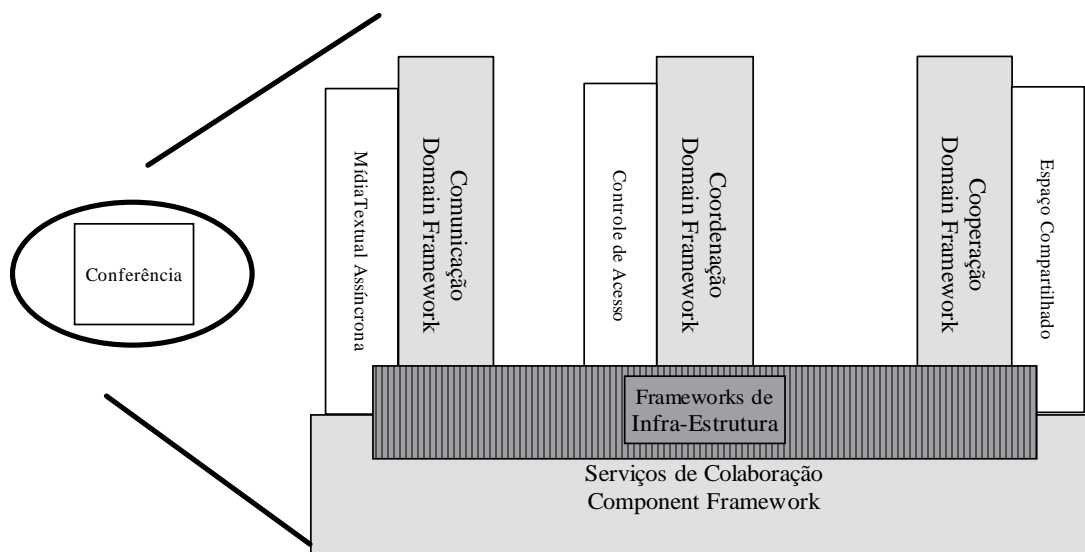 Conferência
MídiaTextual Assíncrona
Comunicação
Domain Framework
Controle de Acesso
Coordenação
Domain Framework
Cooperação
Domain Framework
Espaço Compartilhado
Frameworks de
Infra-Estrutura
Serviços de Colaboração
Component Framework